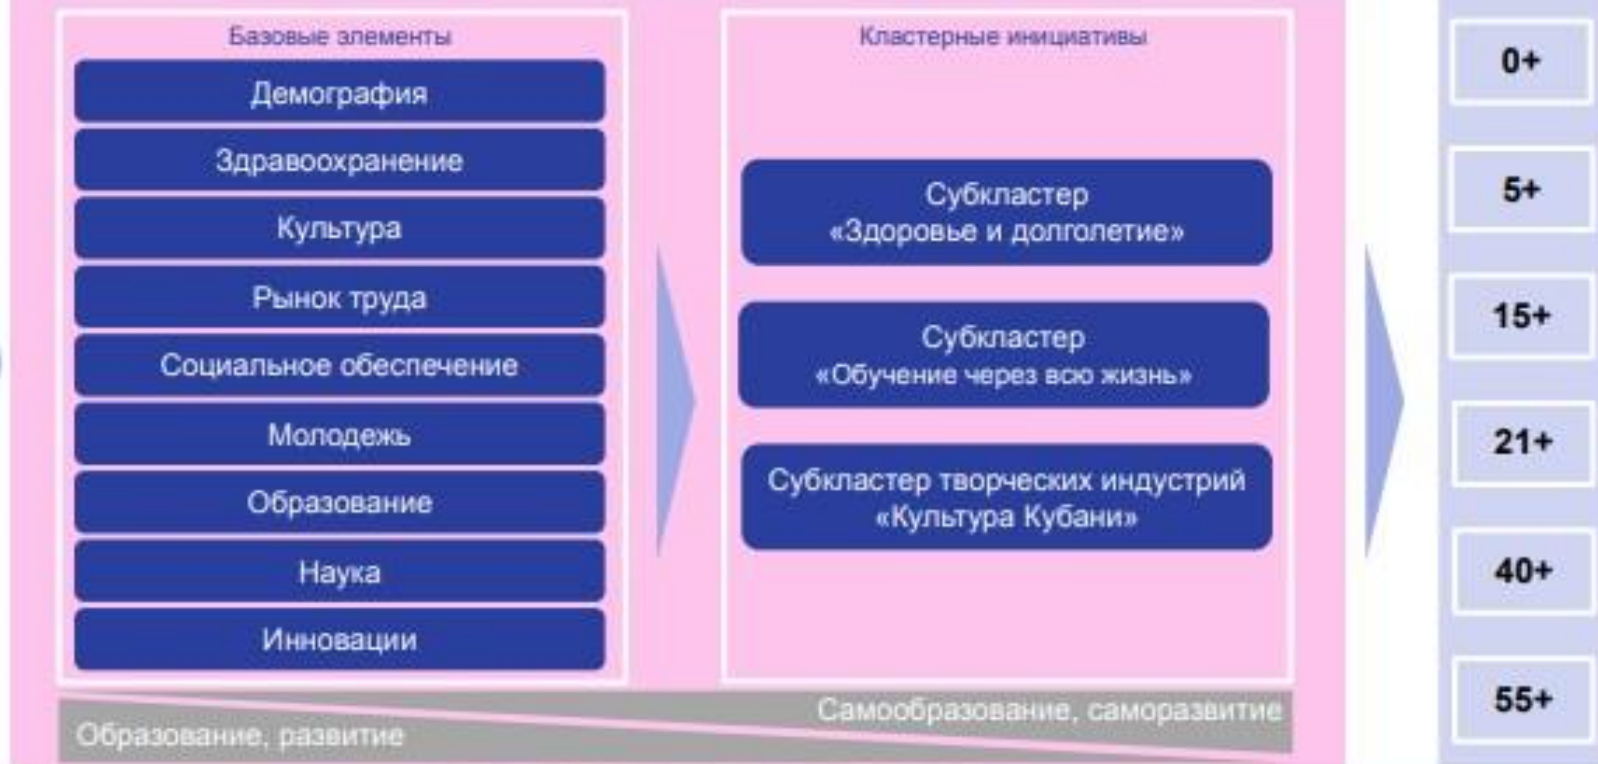 Базовые элементы
Демография
Здравоохранение
Культура
Рынок труда
Социальное обеспечение
Молодежь
Образование
Наука
Инновации
Кластерные инициативы
Субкластер
«Здоровье и долголетие»
Субкластер
«Обучение через всю жизнь»
Субкластер творческих индустрий
«Культура Кубани»
Образование, развитие
Самообразование, саморазвитие
0+
5+
15+
21+
40+
55+